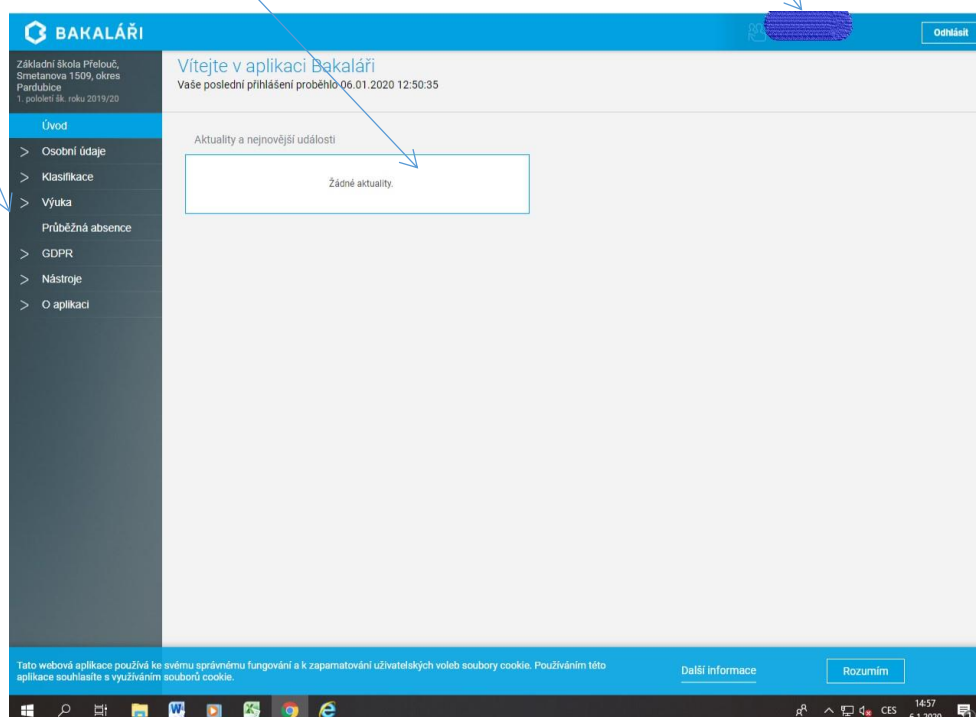 BAKALÁŘI
Odhlásit
Základní škola Přelouč,
Smetanova 1509, okres
Pardubice
1. pololetí šk. roku 2019/20
Vítejte v aplikaci Bakaláři
Vaše poslední přihlášení proběhlo 06.01.2020 12:50:35
Úvod
> Osobní údaje
> Klasifikace
> Výuka
Průběžná absence
> GDPR
> Nástroje
> O aplikaci
Aktuality a nejnovější události
Žádné aktuality.
Tato webová aplikace používá ke svému správnému fungování a k zapamatování uživatelských voleb soubory cookie. Používáním této
aplikace souhlasíte s využíváním souborů cookie.
Další informace
Rozumím
CES
14:57
6.1.2020